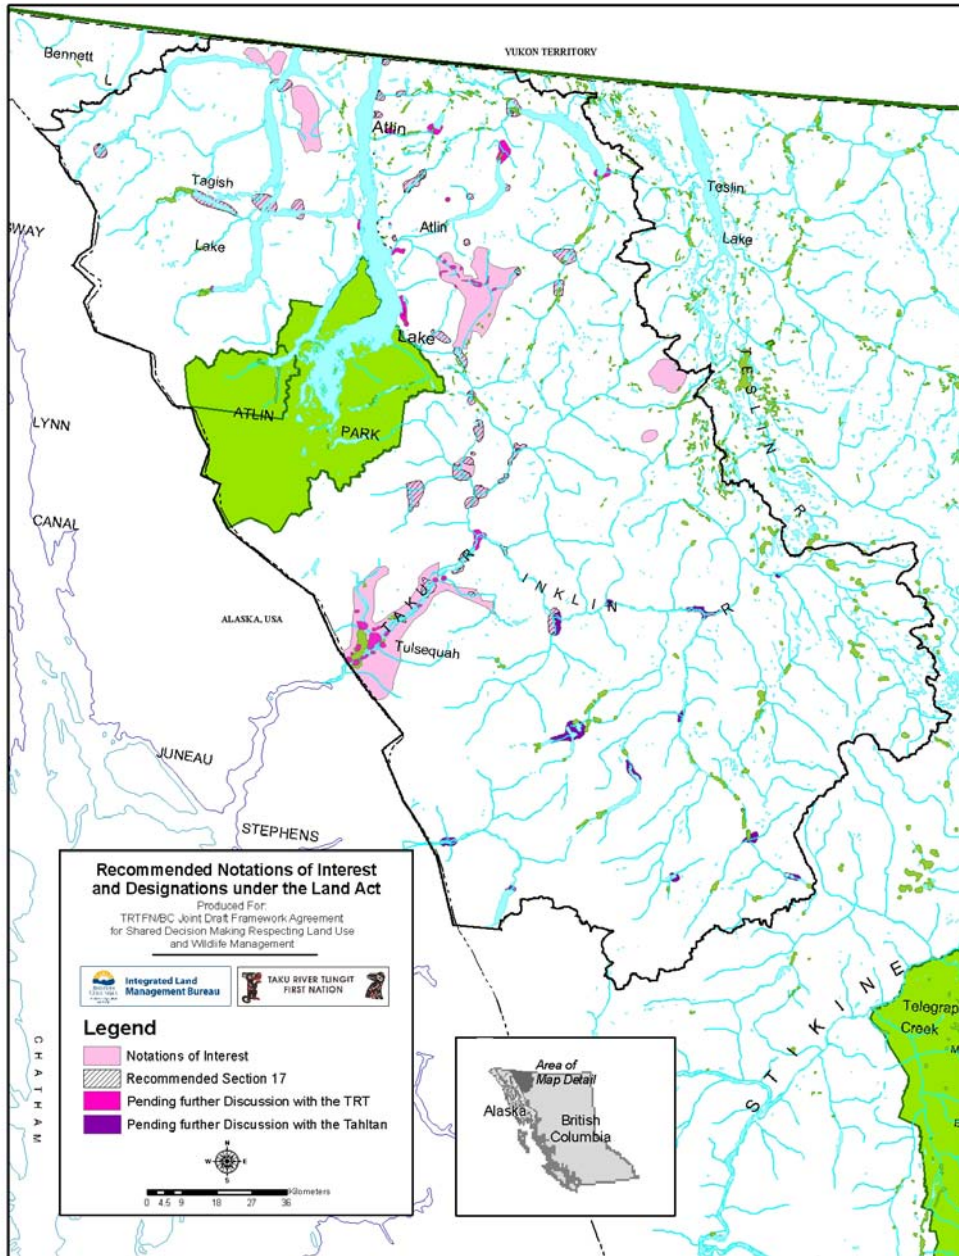 YUKON TERRITORY
Bennett
L
Atlin
Tagish
Teslin
Atlin
Lake
Lake
Lake
TESLIN R
ATLIN
PARK
LYNN
CANAL
TAKU R
INKLIN R
ALASKA, USA
Tulsequah
JUNEAU
STEPHENS
STIKINE
Telegrap
Creek
CHATHAM
Recommended Notations of Interest
and Designations under the Land Act
Produced For:
TRTFN/BC Joint Draft Framework Agreement
for Shared Decision Making Respecting Land Use
and Wildlife Management
Integrated Land
Management Bureau
TAKU RIVER TLINGIT
FIRST NATION
Legend
Notations of Interest
Recommended Section 17
Pending further Discussion with the TRT
Pending further Discussion with the Tahltan
N
W E
S
Kilometers
0 4.5 9 18 27 36
Area of
Map Detail
Alaska
British
Columbia